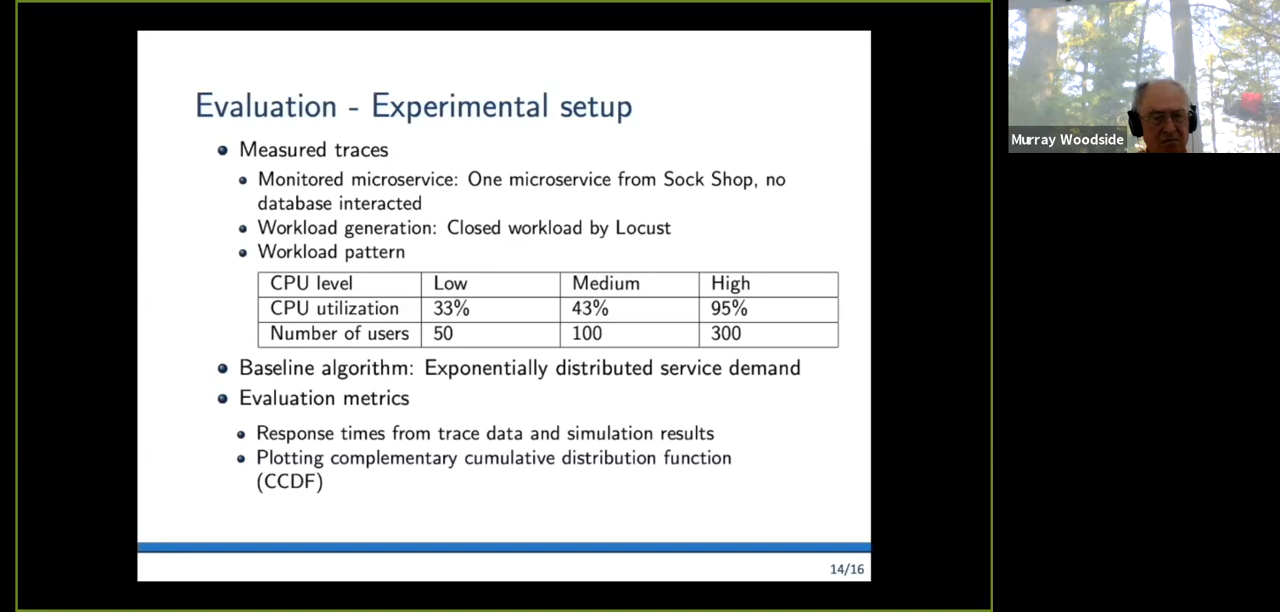 Evaluation - Experimental setup
Measured traces
Monitored microservice: One microservice from Sock Shop, no
database interacted
Workload generation: Closed workload by Locust
Workload pattern
CPU level Low Medium High
CPU utilization 33% 43% 95%
Number of users 50 100 300
Baseline algorithm: Exponentially distributed service demand
Evaluation metrics
Response times from trace data and simulation results
Plotting complementary cumulative distribution function
(CCDF)
14/16
Murray Woodside